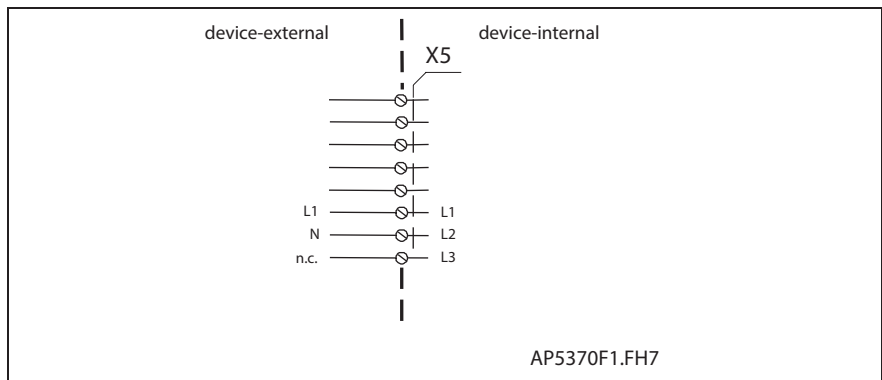 device-external device-internal
X5
L1 L1
N L2
n.c. L3
AP5370F1.FH7